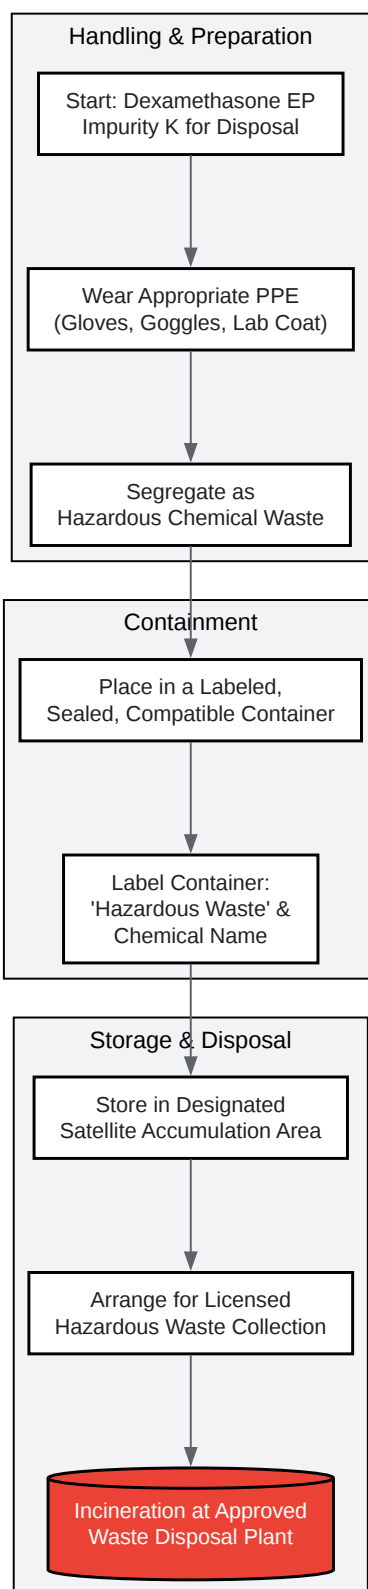 Handling & Preparation
Start: Dexamethasone EP
Impurity K for Disposal
Wear Appropriate PPE
(Gloves, Goggles, Lab Coat)
Segregate as
Hazardous Chemical Waste
Containment
Place in a Labeled,
Sealed, Compatible Container
Label Container:
'Hazardous Waste' &
Chemical Name
Storage & Disposal
Store in Designated
Satellite Accumulation Area
Arrange for Licensed
Hazardous Waste Collection
Incineration at Approved
Waste Disposal Plant